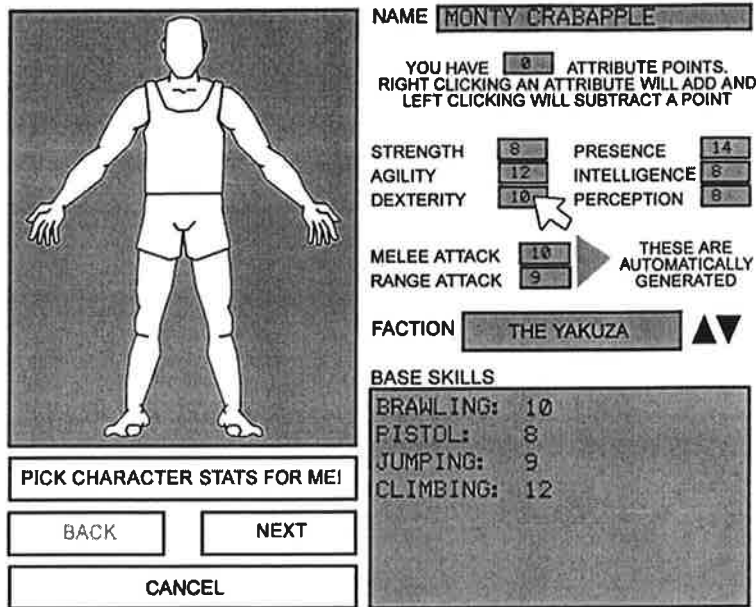 NAME MONTY CRABAPPLE
YOU HAVE 0 ATTRIBUTE POINTS.
RIGHT CLICKING AN ATTRIBUTE WILL ADD AND
LEFT CLICKING WILL SUBTRACT A POINT
STRENGTH 8 PRESENCE 14
AGILITY 12 INTELLIGENCE 8
DEXTERITY 10 PERCEPTION 8
MELEE ATTACK 10
RANGE ATTACK 9
THESE ARE
AUTOMATICALLY
GENERATED
FACTION THE YAKUZA
BASE SKILLS
BRAWLING: 10
PISTOL: 8
JUMPING: 9
CLIMBING: 12
PICK CHARACTER STATS FOR ME!
BACK NEXT
CANCEL